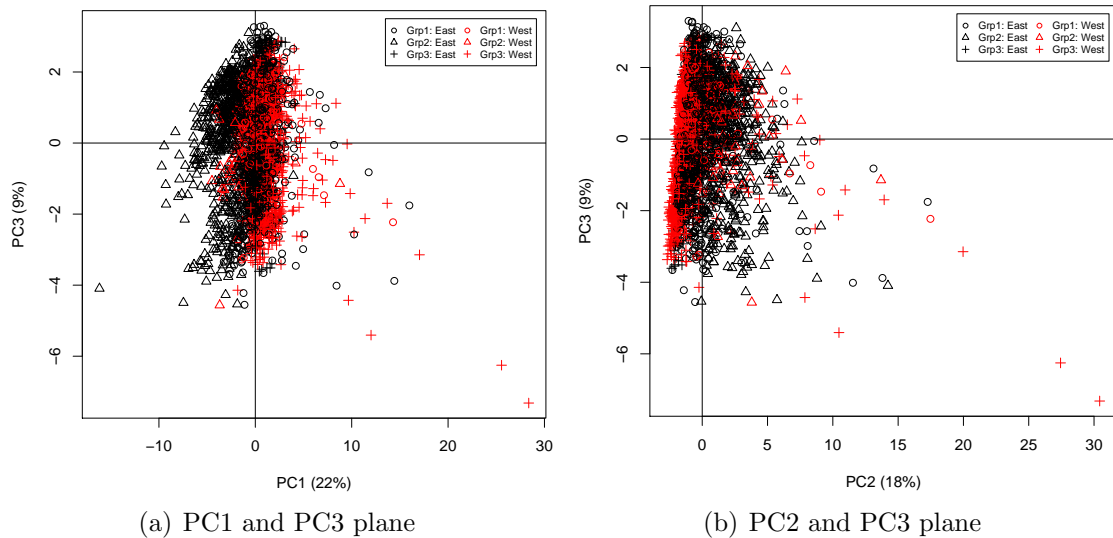 Grp1: East Grp1: West
Grp2: East Grp2: West
Grp3: East Grp3: West
2
0
−2
−4
−6
PC3 (9%)
−10 0 10 20 30
PC1 (22%)
(a) PC1 and PC3 plane
Grp1: East Grp1: West
Grp2: East Grp2: West
Grp3: East Grp3: West
2
0
−2
−4
−6
PC3 (9%)
0 5 10 15 20 25 30
PC2 (18%)
(b) PC2 and PC3 plane